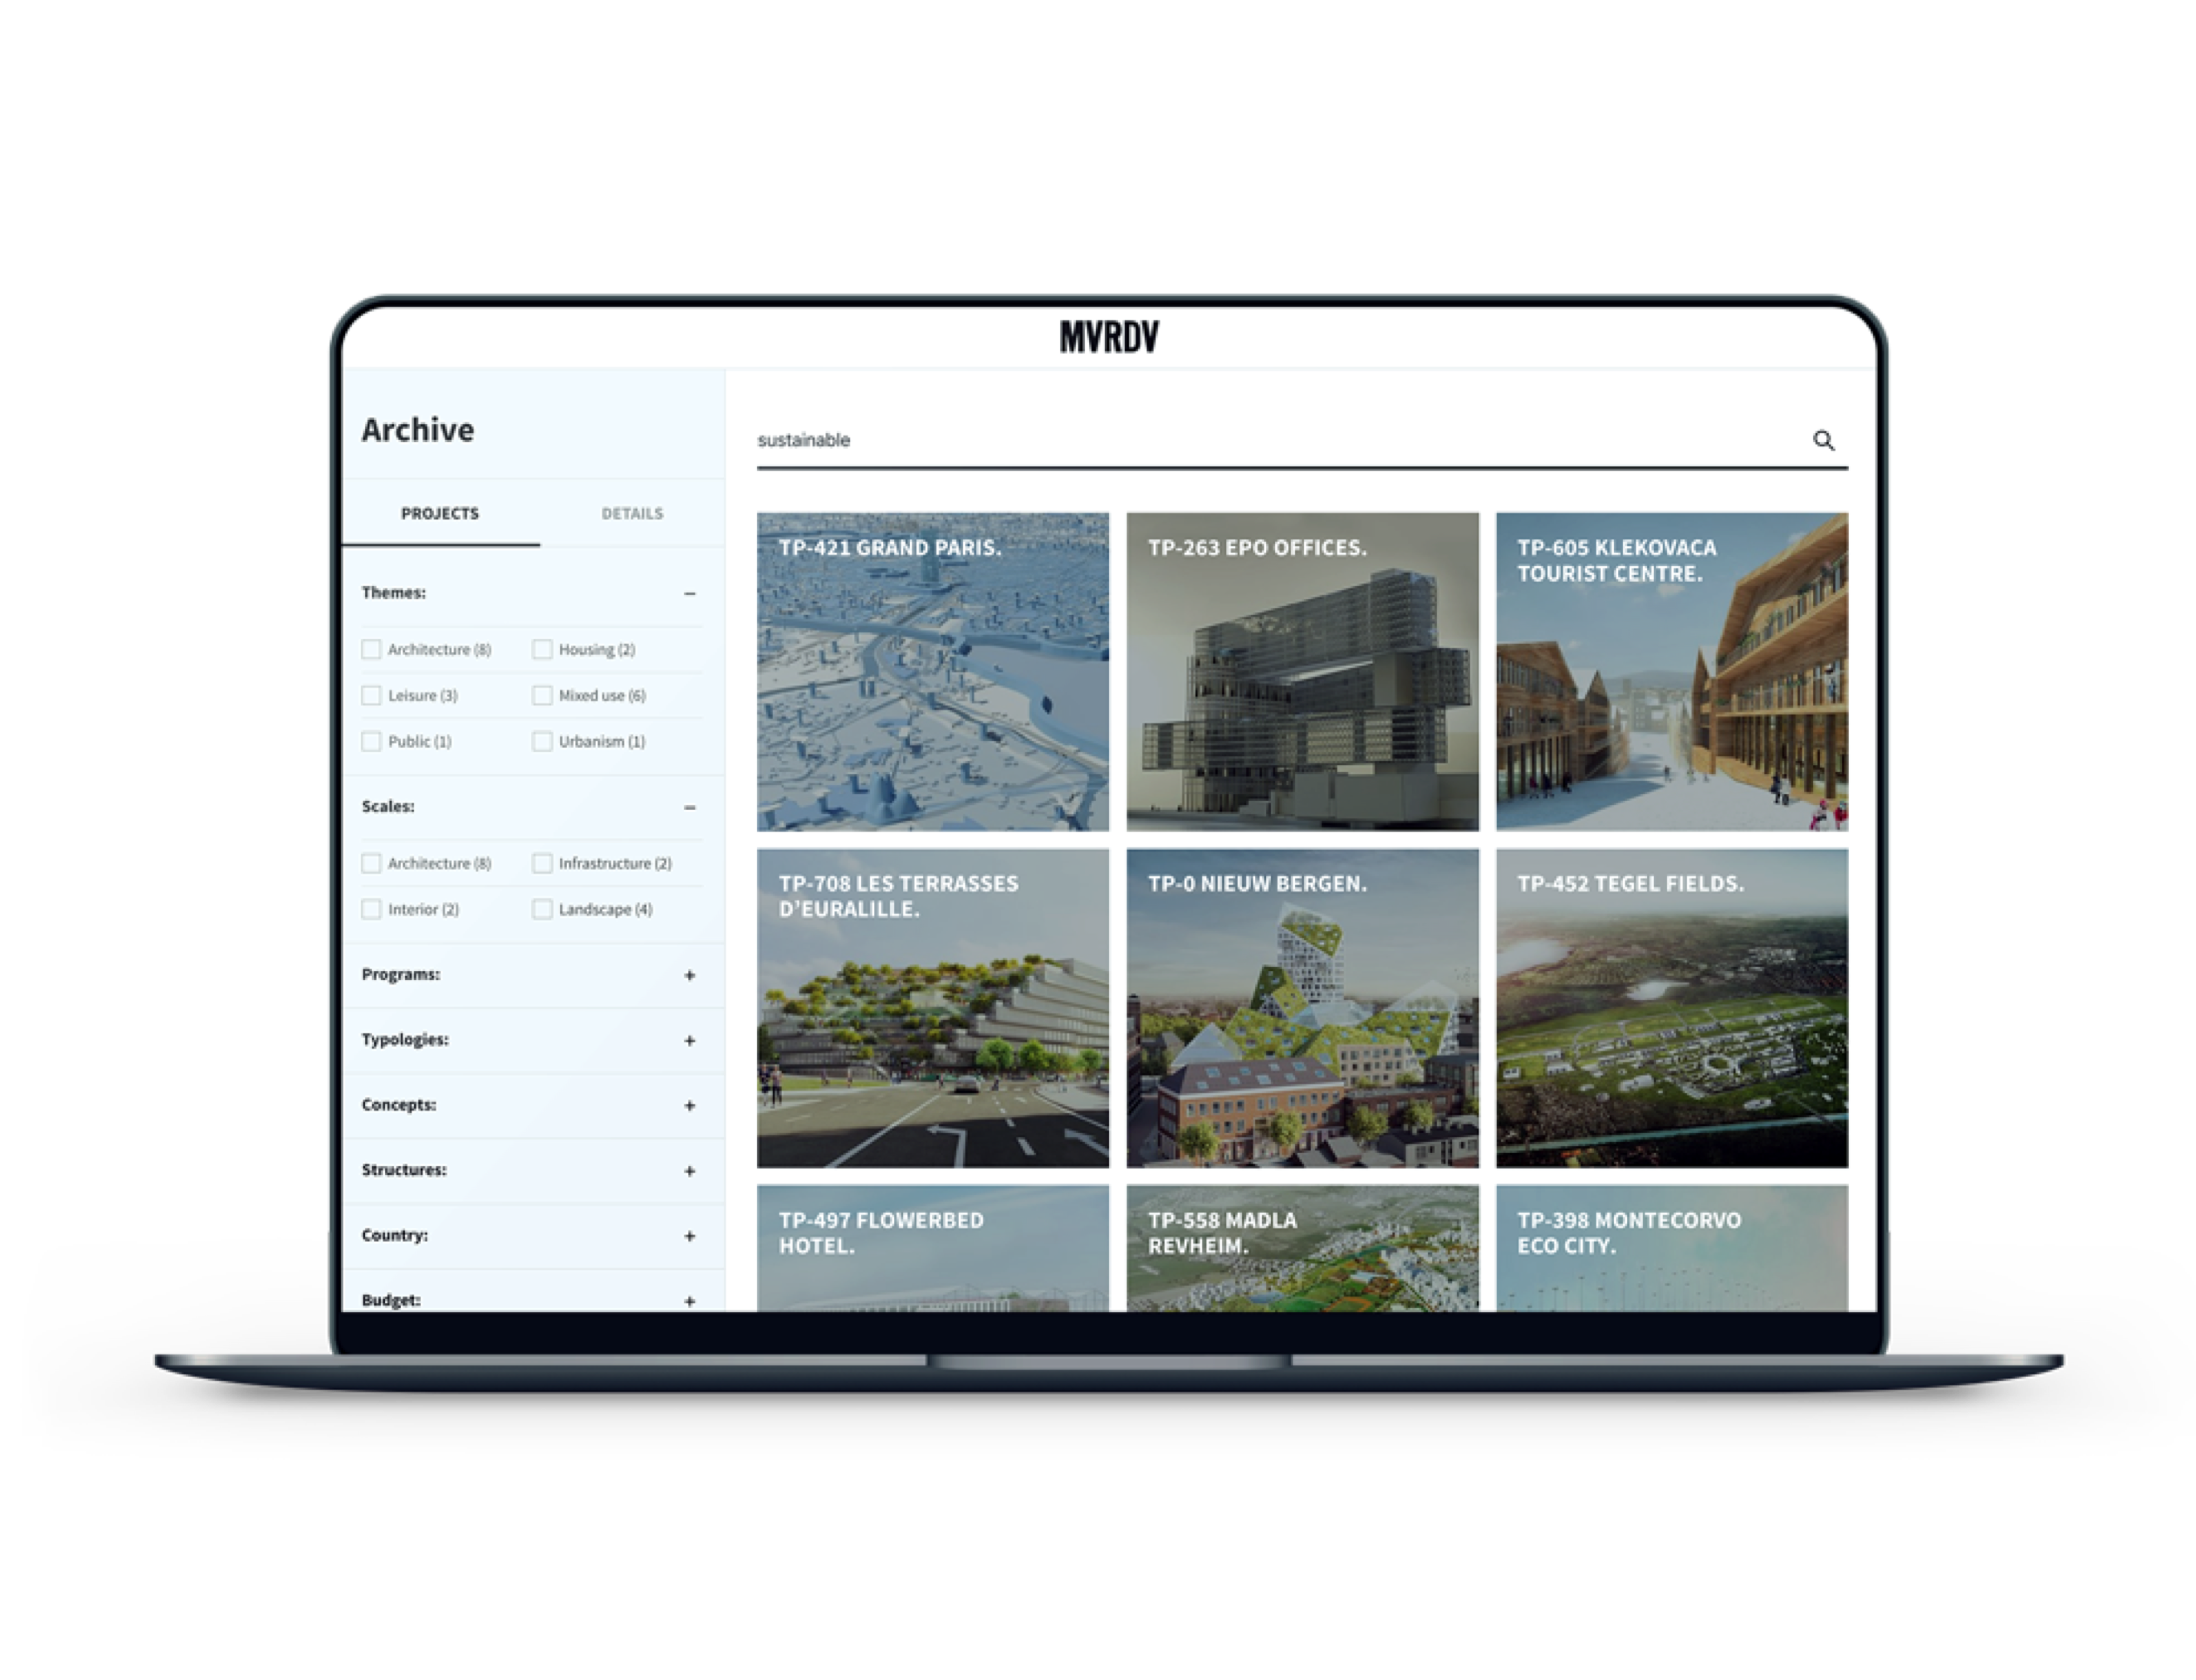 MVRDV
Archive
PROJECTS DETAILS
Themes: –
Architecture (8) Housing (2)
Leisure (3) Mixed use (6)
Public (1) Urbanism (1)
Scales: –
Architecture (8) Infrastructure (2)
Interior (2) Landscape (4)
Programs: +
Typologies: +
Concepts: +
Structures: +
Country: +
Budget: +
sustainable
TP-421 GRAND PARIS.
TP-263 EPO OFFICES.
TP-605 KLEKOVACA
TOURIST CENTRE.
TP-708 LES TERRASSES
D’EURALILLE.
TP-0 NIEUW BERGEN.
TP-452 TEGEL FIELDS.
TP-497 FLOWERBED
HOTEL.
TP-558 MADLA
REVHEIM.
TP-398 MONTECORVO
ECO CITY.